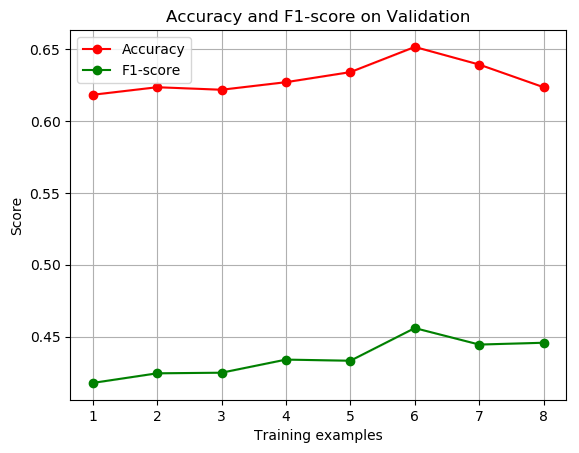 Accuracy and F1-score on Validation
Accuracy
F1-score
0.65
0.60
0.55
0.50
0.45
Score
1 2 3 4 5 6 7 8
Training examples